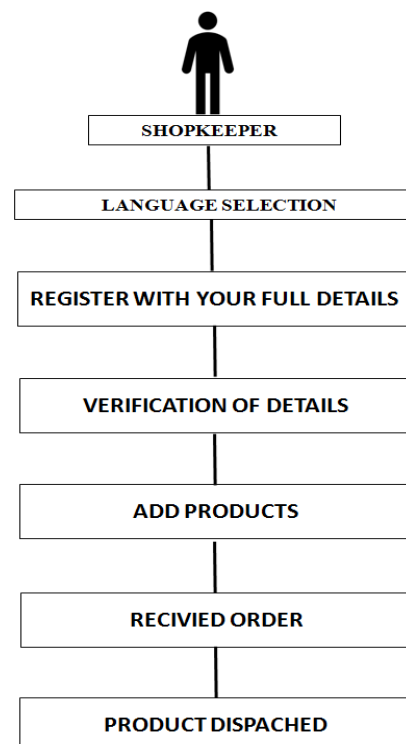 SHOPKEEPER
LANGUAGE SELECTION
REGISTER WITH YOUR FULL DETAILS
VERIFICATION OF DETAILS
ADD PRODUCTS
RECIVIED ORDER
PRODUCT DISPACHED